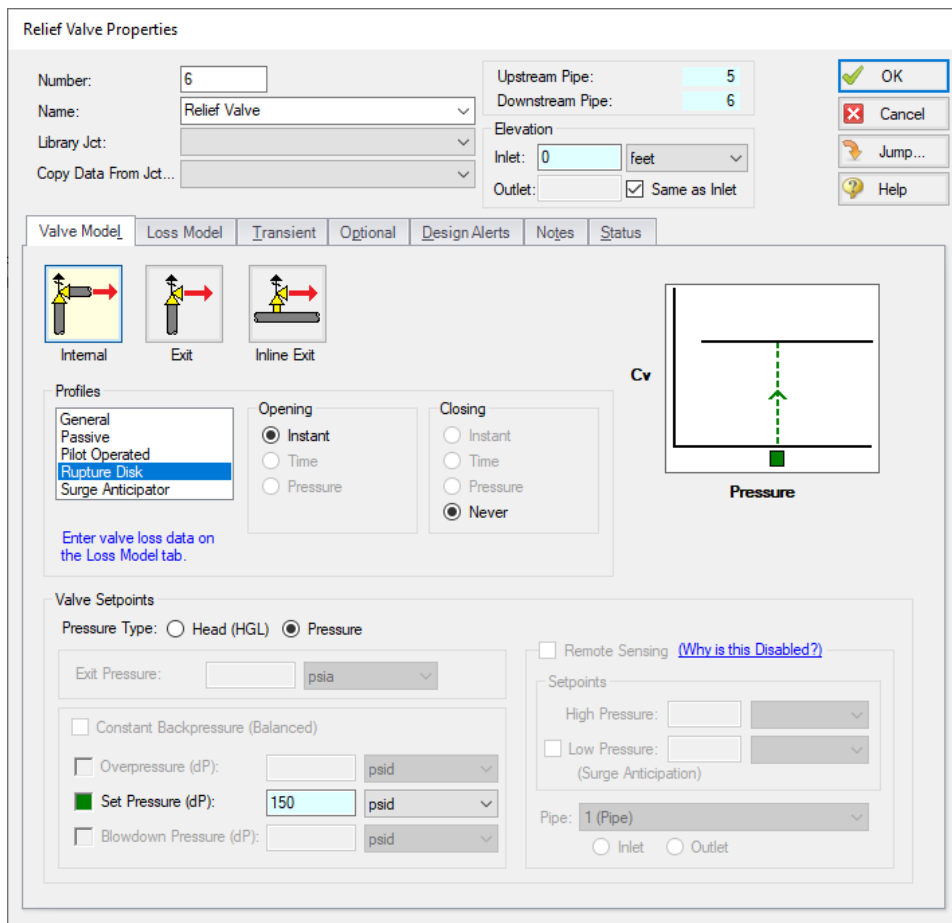 Relief Valve Properties
Number: 6
Name: Relief Valve
Library Jct:
Copy Data From Jct...
Upstream Pipe: 5
Downstream Pipe: 6
Elevation
Inlet: 0 feet
Outlet: Same as Inlet
OK
Cancel
Jump...
Help
Valve Model Loss Model Transient Optional Design Alerts Notes Status
Internal Exit Inline Exit
Profiles
General
Passive
Pilot Operated
Rupture Disk
Surge Anticipator
Enter valve loss data on
the Loss Model tab.
Opening
Instant
Time
Pressure
Closing
Instant
Time
Pressure
Never
Cv
Pressure
Valve Setpoints
Pressure Type: Head (HGL) Pressure
Exit Pressure: psia
Constant Backpressure (Balanced)
Overpressure (dP): psid
Set Pressure (dP): 150 psid
Blowdown Pressure (dP): psid
Remote Sensing (Why is this Disabled?)
Setpoints
High Pressure:
Low Pressure:
(Surge Anticipation)
Pipe: 1 (Pipe)
Inlet Outlet